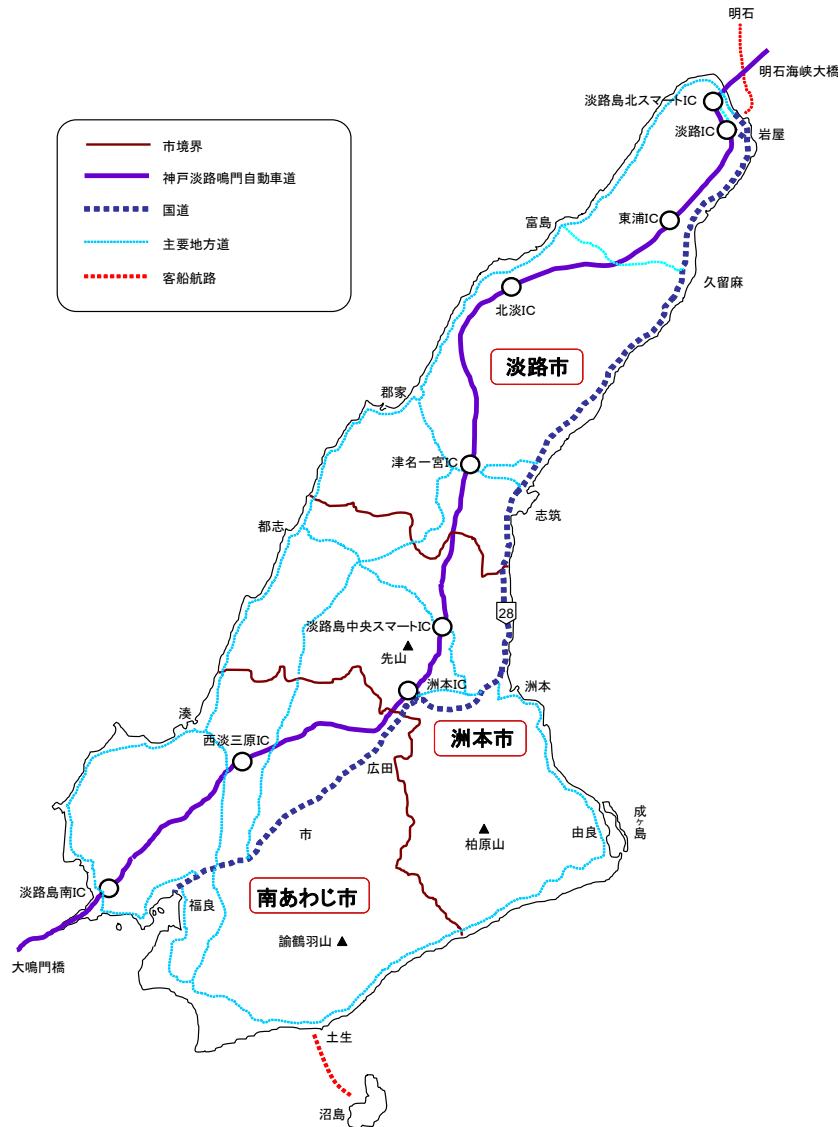 明石
明石海峡大橋
淡路島北スマートIC
淡路IC
岩屋
市境界
神戸淡路鳴門自動車道
国道
主要地方道
客船航路
東浦IC
富島
久留麻
北淡IC
淡路市
郡家
津名一宮IC
志筑
都志
28
淡路島中央スマートIC
先山
洲本IC
洲本
湊
西淡三原IC
洲本市
広田
成ヶ島
市
由良
柏原山
淡路島南IC
南あわじ市
福良
諭鶴羽山
大鳴門橋
土生
沼島